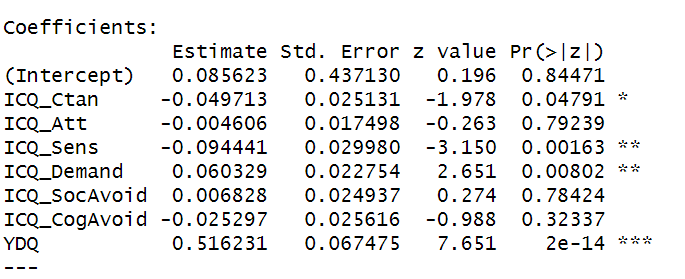 Coefficients:
Estimate Std. Error z value Pr(>|z|)
(Intercept) 0.085623 0.437130 0.196 0.84471
ICQ_Ctan -0.049713 0.025131 -1.978 0.04791 *
ICQ_Att -0.004606 0.017498 -0.263 0.79239
ICQ_Sens -0.094441 0.029980 -3.150 0.00163 **
ICQ_Demand 0.060329 0.022754 2.651 0.00802 **
ICQ_SocAvoid 0.006828 0.024937 0.274 0.78424
ICQ_CogAvoid -0.025297 0.025616 -0.988 0.32337
YDQ 0.516231 0.067475 7.651 2e-14 ***
---